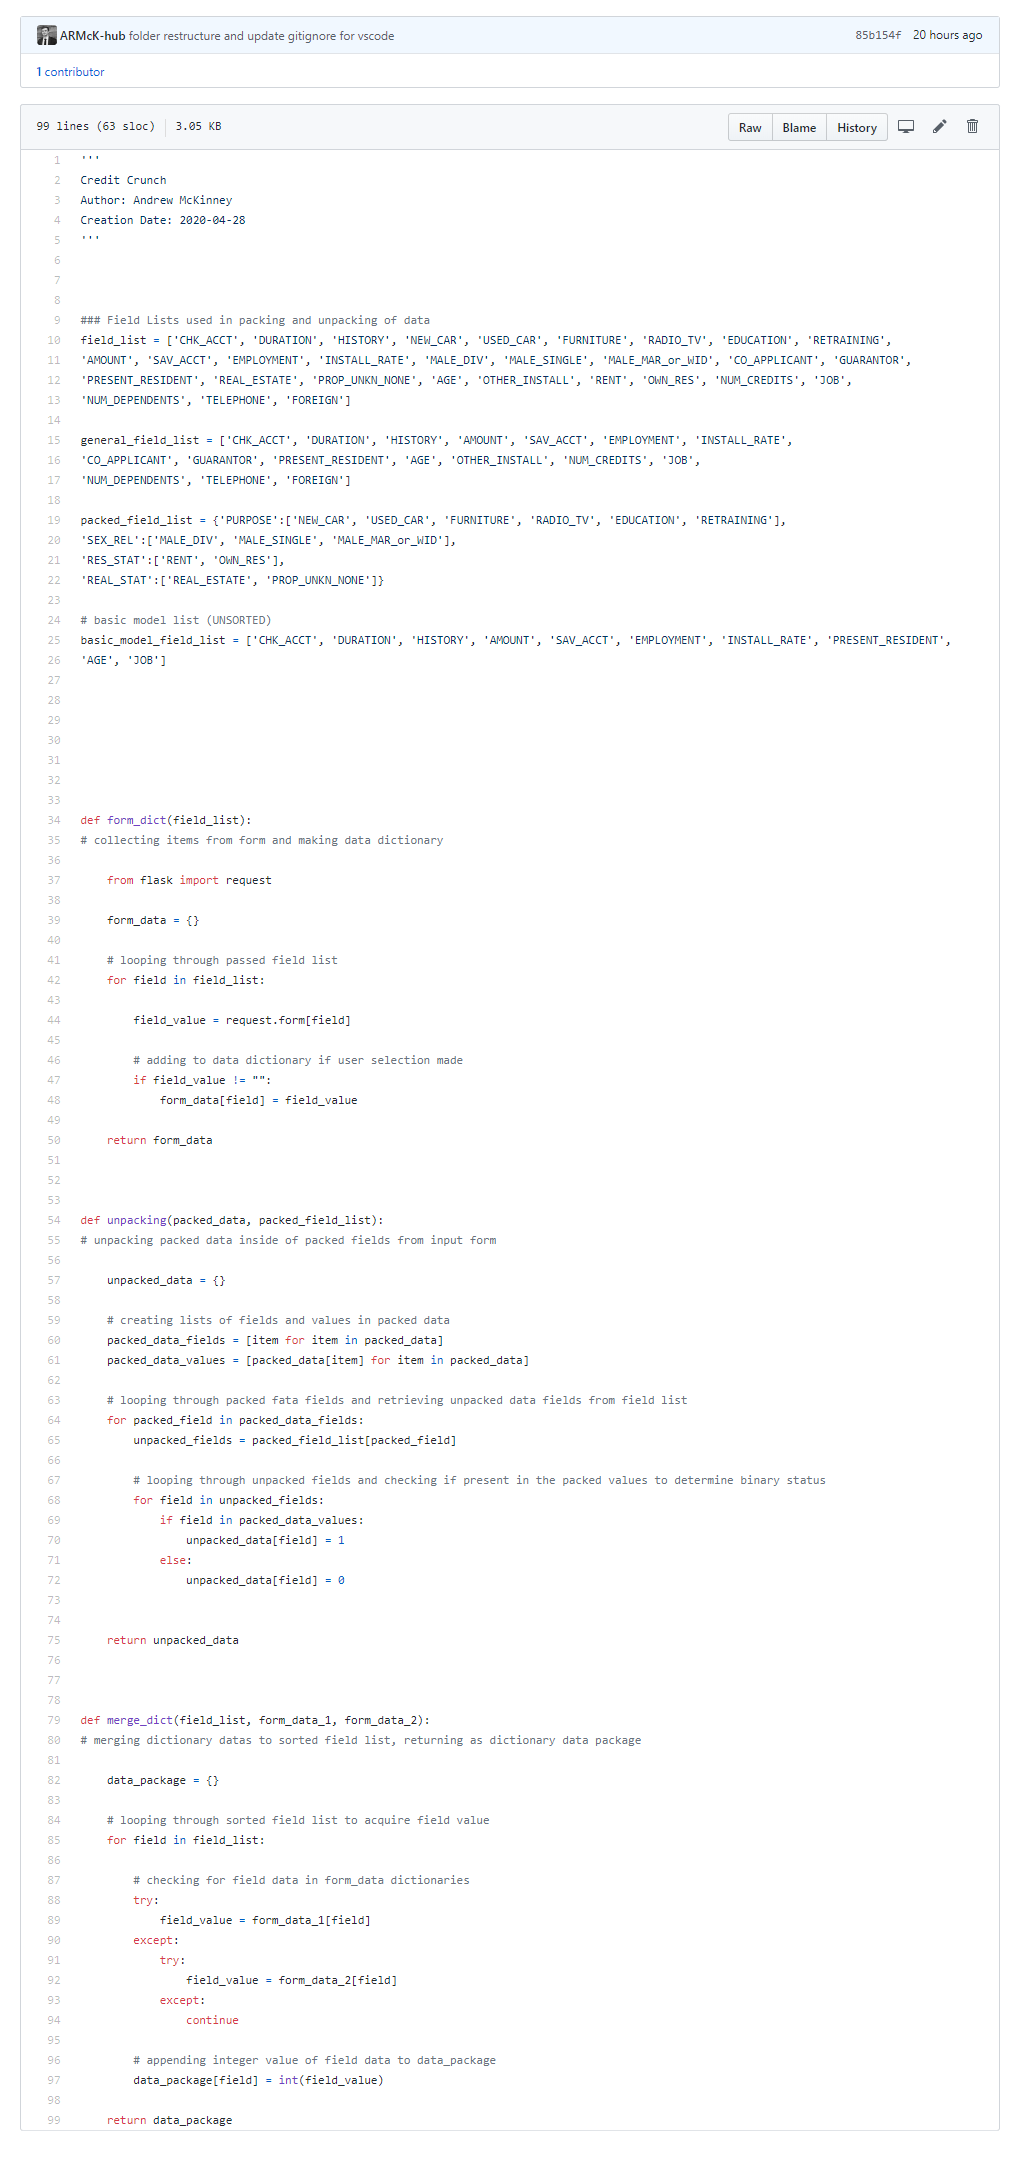 ARMcK-hub folder restructure and update gitignore for vscode 85b154f 20 hours ago
1 contributor
99 lines (63 sloc) 3.05 KB Raw Blame History
1 '''
2 Credit Crunch
3 Author: Andrew McKinney
4 Creation Date: 2020-04-28
5 '''
6
7
8
9 ### Field Lists used in packing and unpacking of data
10 field_list = ['CHK_ACCT', 'DURATION', 'HISTORY', 'NEW_CAR', 'USED_CAR', 'FURNITURE', 'RADIO_TV', 'EDUCATION', 'RETRAINING',
11 'AMOUNT', 'SAV_ACCT', 'EMPLOYMENT', 'INSTALL_RATE', 'MALE_DIV', 'MALE_SINGLE', 'MALE_MAR_or_WID', 'CO_APPLICANT', 'GUARANTOR',
12 'PRESENT_RESIDENT', 'REAL_ESTATE', 'PROP_UNKN_NONE', 'AGE', 'OTHER_INSTALL', 'RENT', 'OWN_RES', 'NUM_CREDITS', 'JOB',
13 'NUM_DEPENDENTS', 'TELEPHONE', 'FOREIGN']
14
15 general_field_list = ['CHK_ACCT', 'DURATION', 'HISTORY', 'AMOUNT', 'SAV_ACCT', 'EMPLOYMENT', 'INSTALL_RATE',
16 'CO_APPLICANT', 'GUARANTOR', 'PRESENT_RESIDENT', 'AGE', 'OTHER_INSTALL', 'NUM_CREDITS', 'JOB',
17 'NUM_DEPENDENTS', 'TELEPHONE', 'FOREIGN']
18
19 packed_field_list = {'PURPOSE':['NEW_CAR', 'USED_CAR', 'FURNITURE', 'RADIO_TV', 'EDUCATION', 'RETRAINING'],
20 'SEX_REL':['MALE_DIV', 'MALE_SINGLE', 'MALE_MAR_or_WID'],
21 'RES_STAT':['RENT', 'OWN_RES'],
22 'REAL_STAT':['REAL_ESTATE', 'PROP_UNKN_NONE']}
23
24 # basic model list (UNSORTED)
25 basic_model_field_list = ['CHK_ACCT', 'DURATION', 'HISTORY', 'AMOUNT', 'SAV_ACCT', 'EMPLOYMENT', 'INSTALL_RATE', 'PRESENT_RESIDENT',
26 'AGE', 'JOB']
27
28
29
30
31
32
33
34 def form_dict(field_list):
35 # collecting items from form and making data dictionary
36
37 from flask import request
38
39 form_data = {}
40
41 # looping through passed field list
42 for field in field_list:
43
44 field_value = request.form[field]
45
46 # adding to data dictionary if user selection made
47 if field_value != "":
48 form_data[field] = field_value
49
50 return form_data
51
52
53
54 def unpacking(packed_data, packed_field_list):
55 # unpacking packed data inside of packed fields from input form
56
57 unpacked_data = {}
58
59 # creating lists of fields and values in packed data
60 packed_data_fields = [item for item in packed_data]
61 packed_data_values = [packed_data[item] for item in packed_data]
62
63 # looping through packed fata fields and retrieving unpacked data fields from field list
64 for packed_field in packed_data_fields:
65 unpacked_fields = packed_field_list[packed_field]
66
67 # looping through unpacked fields and checking if present in the packed values to determine binary status
68 for field in unpacked_fields:
69 if field in packed_data_values:
70 unpacked_data[field] = 1
71 else:
72 unpacked_data[field] = 0
73
74
75 return unpacked_data
76
77
78
79 def merge_dict(field_list, form_data_1, form_data_2):
80 # merging dictionary datas to sorted field list, returning as dictionary data package
81
82 data_package = {}
83
84 # looping through sorted field list to acquire field value
85 for field in field_list:
86
87 # checking for field data in form_data dictionaries
88 try:
89 field_value = form_data_1[field]
90 except:
91 try:
92 field_value = form_data_2[field]
93 except:
94 continue
95
96 # appending integer value of field data to data_package
97 data_package[field] = int(field_value)
98
99 return data_package